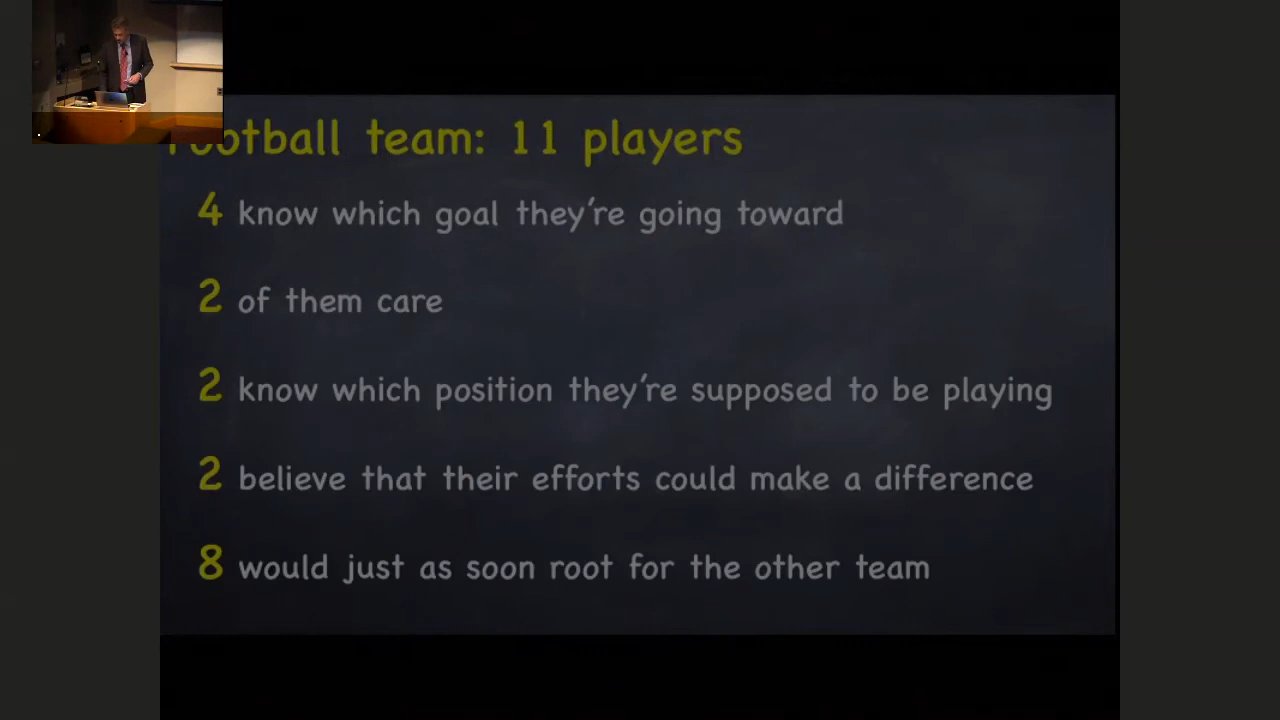 Football team: 11 players
4 know which goal they're going toward
2 of them care
2 know which position they're supposed to be playing
2 believe that their efforts could make a difference
8 would just as soon root for the other team